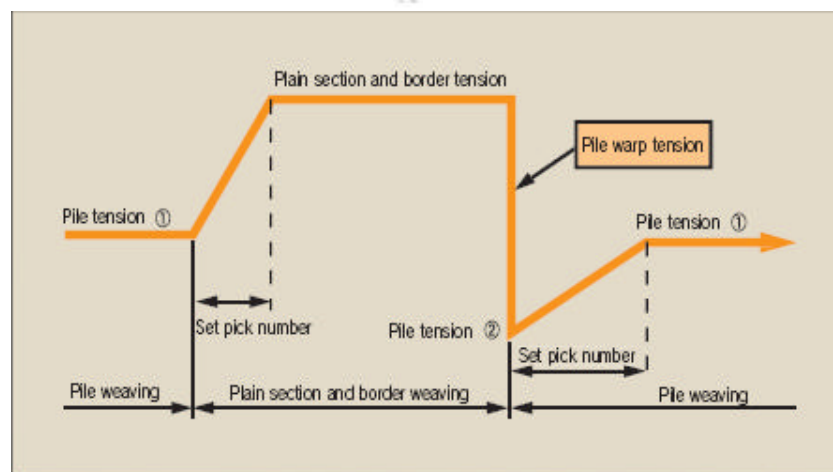 Plain section and border tension
Pile warp tension
Pile tension ①
Pile tension ①
Set pick number
Pile tension ②
Set pick number
Pile weaving
Plain section and border weaving
Pile weaving